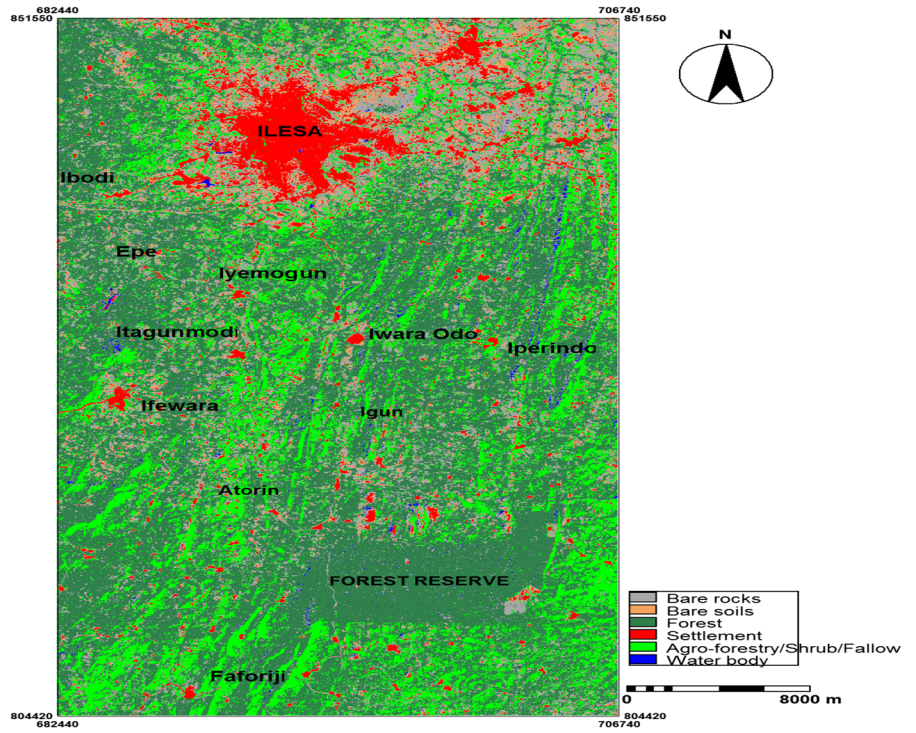 682440
706740
851550
851550
N
ILESA
Ibodi
Epe
Iyemogun
Itagunmodi
Iwara Odo
Iperindo
Ifewara
Igun
Atorin
FOREST RESERVE
Bare rocks
Bare soils
Forest
Settlement
Agro-forestry/Shrub/Fallow
Water body
Faforiji
0
8000 m
804420
804420
682440
706740